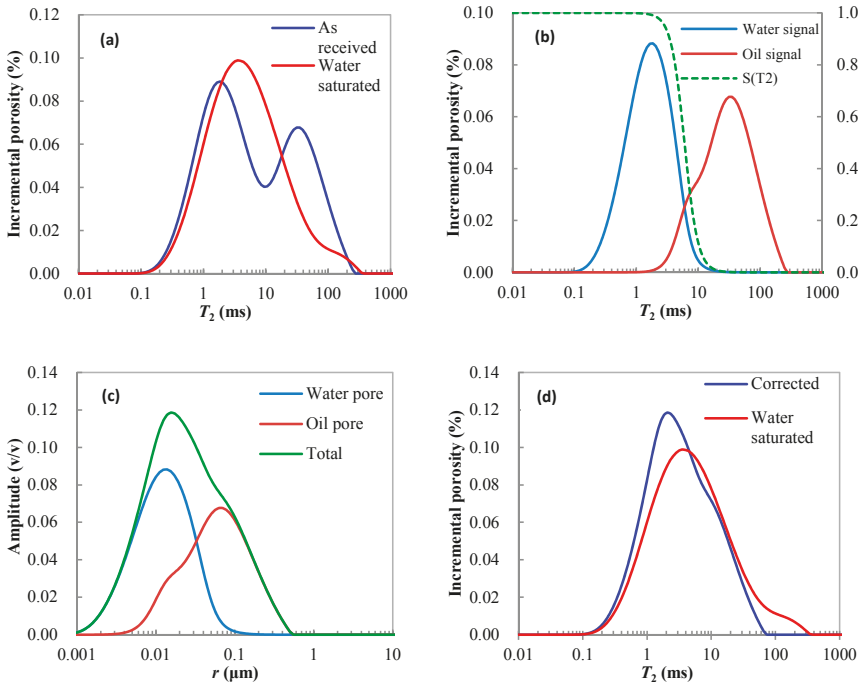 (a)
As
received
Water
saturated
Incremental porosity (%)
0.12
0.10
0.08
0.06
0.04
0.02
0.00
0.01 0.1 1 10 100 1000
T2 (ms)
(b)
Water signal
Oil signal
S(T2)
Incremental porosity (%)
0.10
0.08
0.06
0.04
0.02
0.00
1.0
0.8
0.6
0.4
0.2
0.0
0.01 0.1 1 10 100 1000
T2 (ms)
(c)
Water pore
Oil pore
Total
Amplitude (v/v)
0.14
0.12
0.10
0.08
0.06
0.04
0.02
0.00
0.001 0.01 0.1 1 10
r (μm)
(d)
Corrected
Water
saturated
Incremental porosity (%)
0.14
0.12
0.10
0.08
0.06
0.04
0.02
0.00
0.01 0.1 1 10 100 1000
T2 (ms)